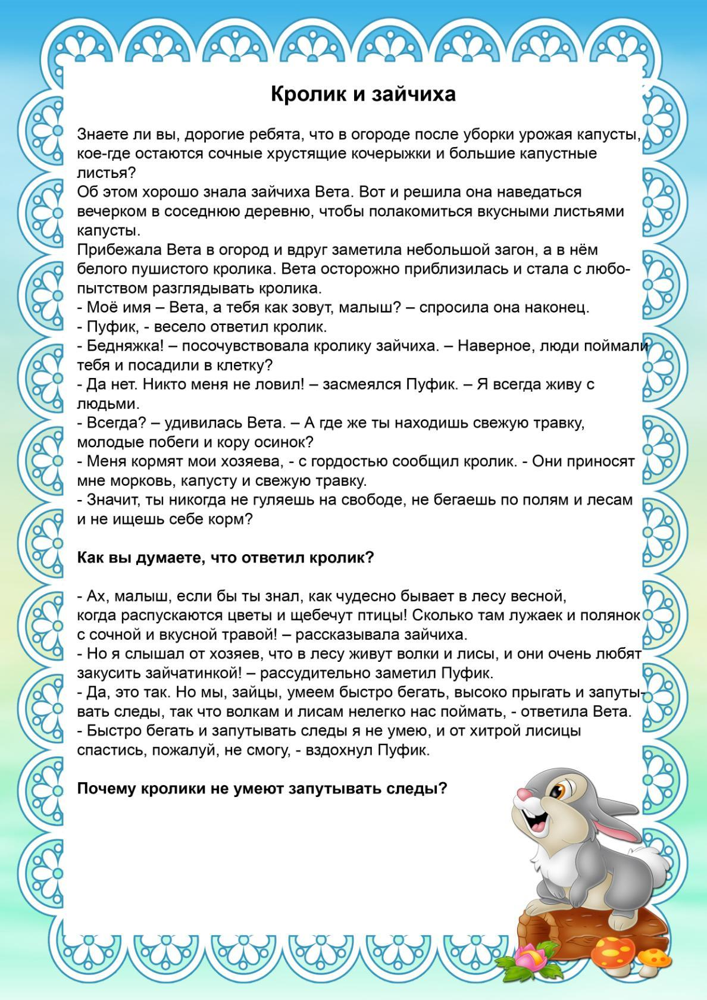 Кролик и зайчиха
Знаете ли вы, дорогие ребята, что в огороде после уборки урожая капусты,
кое-где остаются сочные хрустящие кочерыжки и большие капустные
листья?
Об этом хорошо знала зайчиха Вета. Вот и решила она наведаться
вечерком в соседнюю деревню, чтобы полакомиться вкусными листьями
капусты.
Прибежала Вета в огород и вдруг заметила небольшой загон, а в нём
белого пушистого кролика. Вета осторожно приблизилась и стала с любо-
пытством разглядывать кролика.
- Моё имя – Вета, а тебя как зовут, малыш? – спросила она наконец.
- Пуфик, - весело ответил кролик.
- Бедняжка! – посочувствовала кролику зайчиха. – Наверное, люди поймали
тебя и посадили в клетку?
- Да нет. Никто меня не ловил! – засмеялся Пуфик. – Я всегда живу с
людьми.
- Всегда? – удивилась Вета. – А где же ты находишь свежую травку,
молодые побеги и кору осинок?
- Меня кормят мои хозяева, - с гордостью сообщил кролик. - Они приносят
мне морковь, капусту и свежую травку.
- Значит, ты никогда не гуляешь на свободе, не бегаешь по полям и лесам
и не ищешь себе корм?
Как вы думаете, что ответил кролик?
- Ах, малыш, если бы ты знал, как чудесно бывает в лесу весной,
когда распускаются цветы и щебечут птицы! Сколько там лужаек и полянок
с сочной и вкусной травой! – рассказывала зайчиха.
- Но я слышал от хозяев, что в лесу живут волки и лисы, и они очень любят
закусить зайчатинкой! – рассудительно заметил Пуфик.
- Да, это так. Но мы, зайцы, умеем быстро бегать, высоко прыгать и запуты-
вать следы, так что волкам и лисам нелегко нас поймать, - ответила Вета.
- Быстро бегать и запутывать следы я не умею, и от хитрой лисицы
спастись, пожалуй, не смогу, - вздохнул Пуфик.
Почему кролики не умеют запутывать следы?